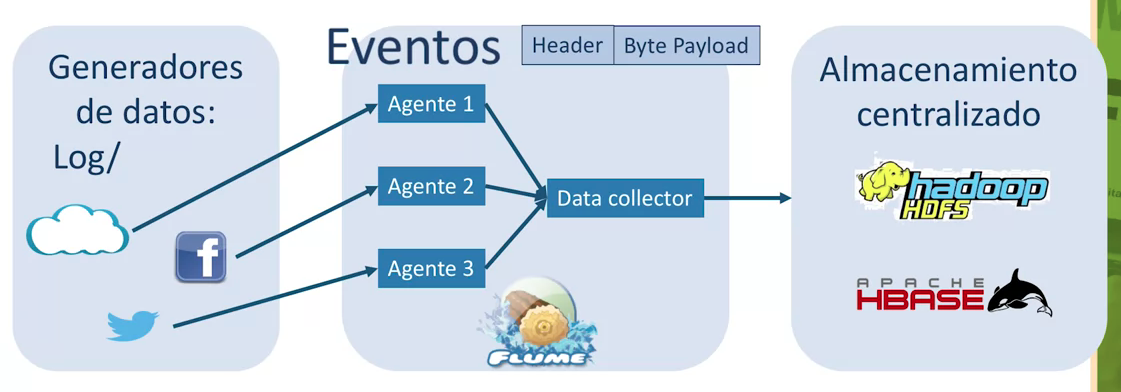 Generadores
de datos:
Log/
f
Eventos
Header
Byte Payload
Agente 1
Agente 2
Agente 3
Data collector
FLUME
Almacenamiento
centralizado
hadoop
HDFS
APACHE
HBASE